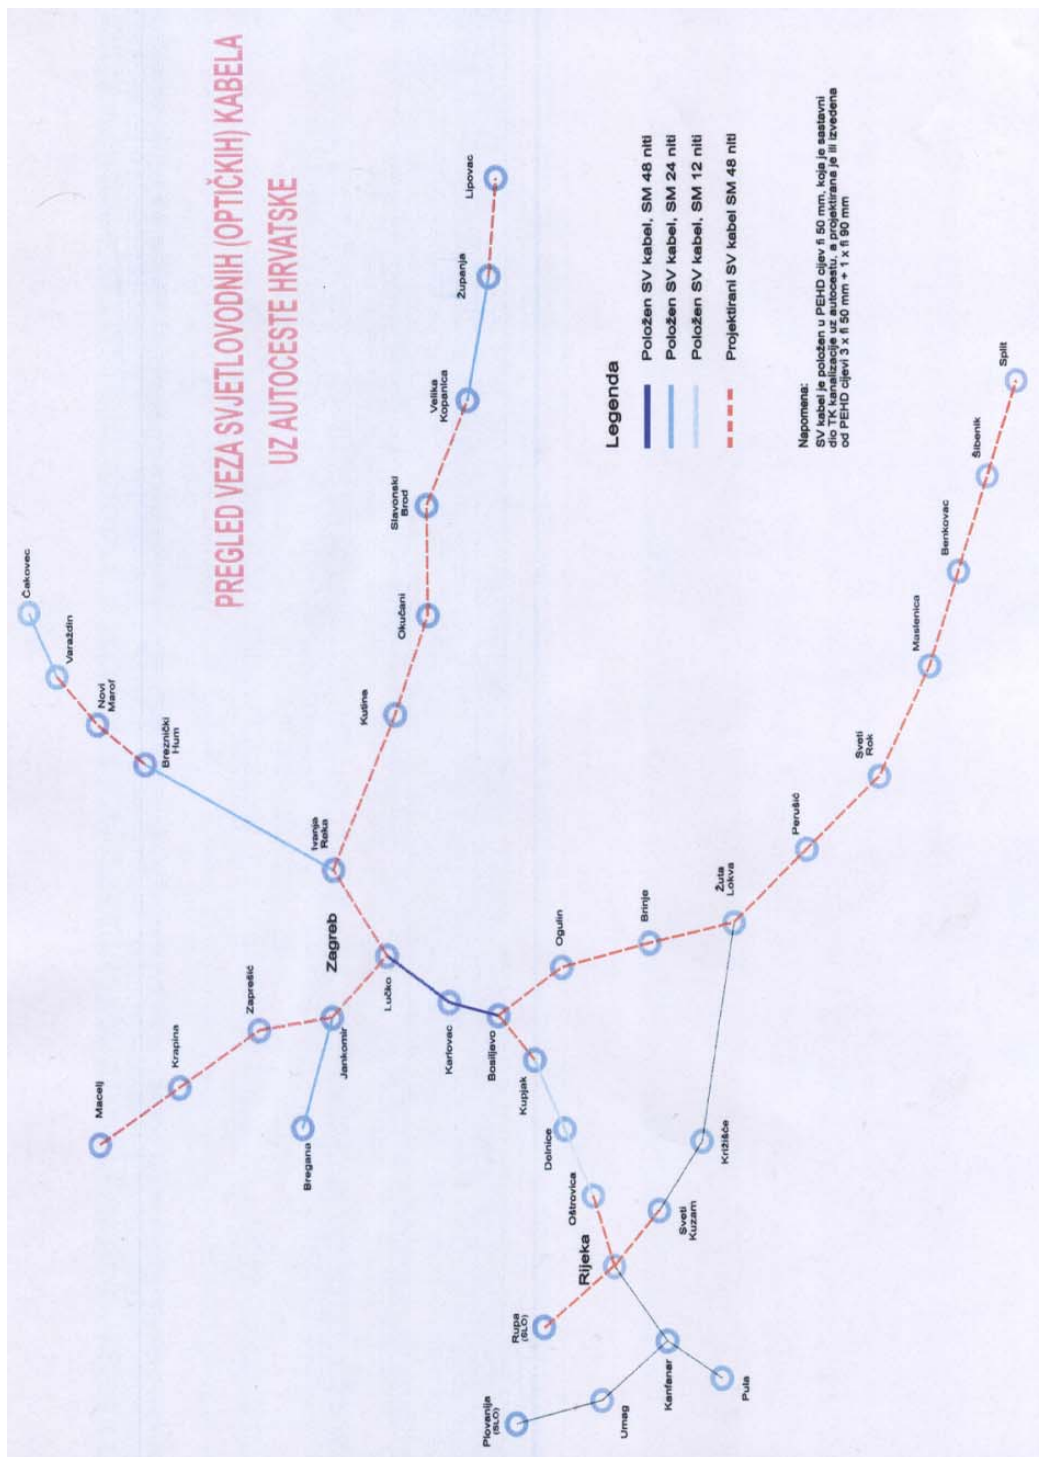 PREGLED VEZA SVJETLOVODNIH (OPTIČKIH) KABELA
UZ AUTOCESTE HRVATSKE
Čakovec
Varaždin
Novi
Marof
Breznički
Hum
Ivanja
Reka
Kutina
Okučani
Slavonski
Brod
Velika
Kopanica
Županja
Lipovac
Macelj
Krapina
Zaprešić
Zagreb
Jankomir
Bregana
Lučko
Karlovac
Bosiljevo
Kupjak
Dolnice
Oštrovica
Rijeka
Rupa
(SLO)
Plovanija
(SLO)
Umag
Kanfanar
Pula
Sveti
Kuzam
Križišće
Ogulin
Brinje
Žuta
Lokva
Perušić
Sveti
Rok
Maslenica
Benkovac
Šibenik
Split
Legenda
Položen SV kabel, SM 48 niti
Položen SV kabel, SM 24 niti
Položen SV kabel, SM 12 niti
Projektirani SV kabel SM 48 niti
Napomena:
SV kabel je položen u PEHD cijev fi 50 mm, koja je sastavni
dio TK kanalizacije uz autocestu, a projektirana je ili izvedena
od PEHD cijevi 3 x fi 50 mm + 1 x fi 90 mm